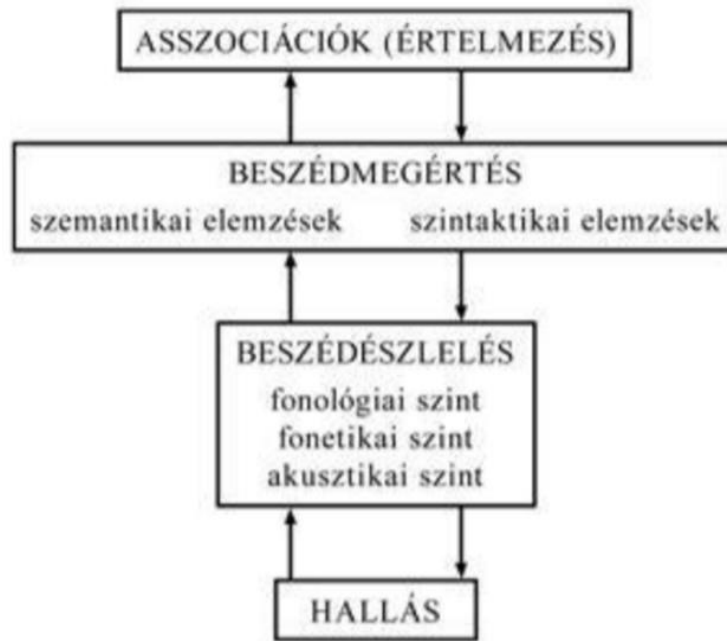 ASSZOCIÁCIÓK (ÉRTELMEZÉS)
BESZÉDMEGÉRTÉS
szemantikai elemzések szintaktikai elemzések
BESZÉDÉSZLELÉS
fonológiai szint
fonetikai szint
akusztikai szint
HALLÁS